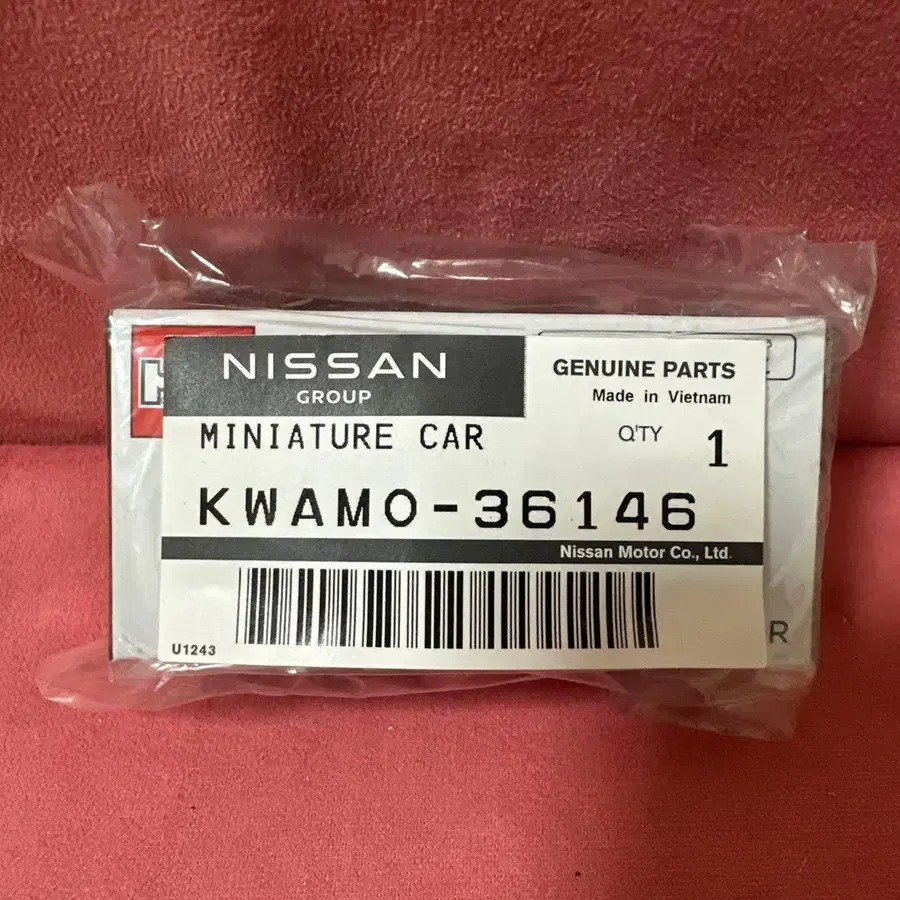 NISSAN
GROUP
GENUINE PARTS
Made in Vietnam
MINIATURE CAR
Q'TY 1
KWAM0-36146
Nissan Motor Co., Ltd.
U1243
R